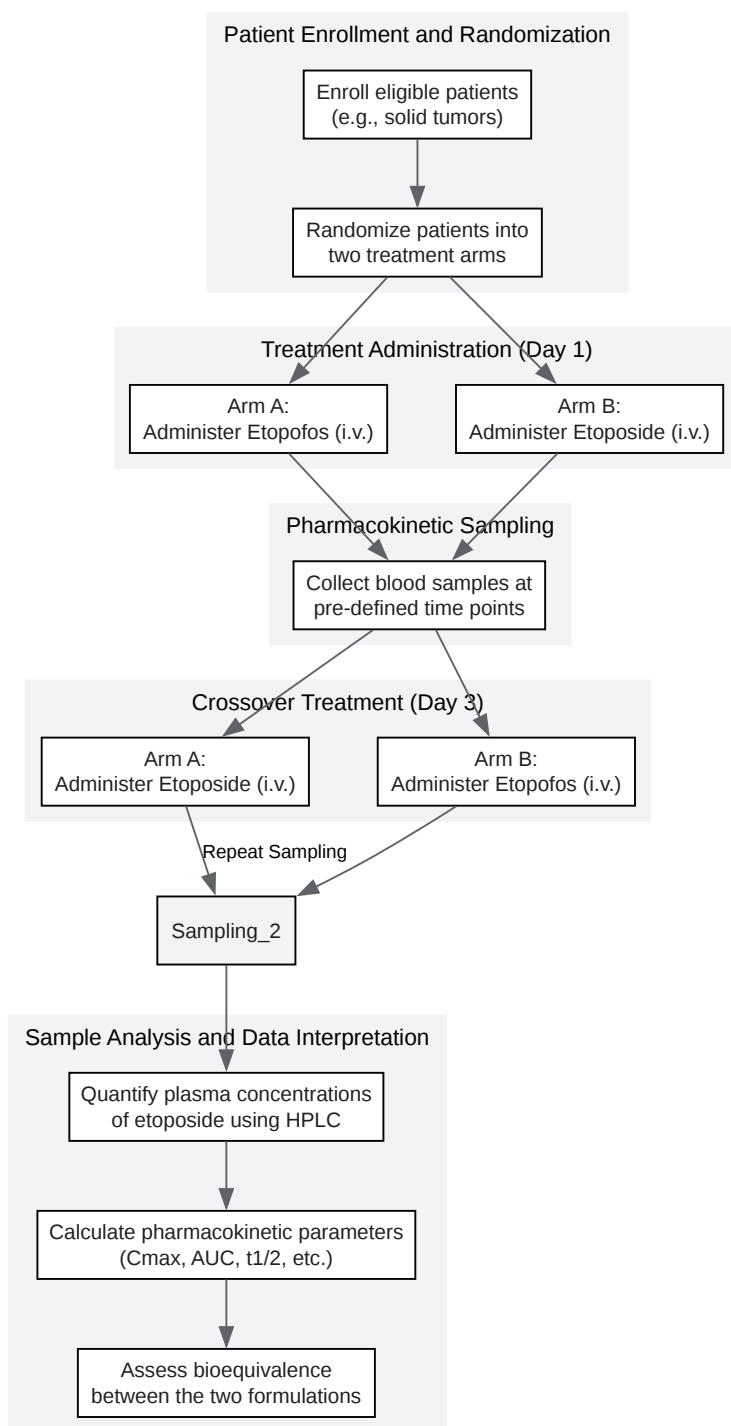 Patient Enrollment and Randomization
Enroll eligible patients
(e.g., solid tumors)
Randomize patients into
two treatment arms
Treatment Administration (Day 1)
Arm A:
Administer Etopofos (i.v.)
Arm B:
Administer Etoposide (i.v.)
Pharmacokinetic Sampling
Collect blood samples at
pre-defined time points
Crossover Treatment (Day 3)
Arm A:
Administer Etoposide (i.v.)
Arm B:
Administer Etopofos (i.v.)
Repeat Sampling
Sampling_2
Sample Analysis and Data Interpretation
Quantify plasma concentrations
of etoposide using HPLC
Calculate pharmacokinetic parameters
(Cmax, AUC, t1/2, etc.)
Assess bioequivalence
between the two formulations